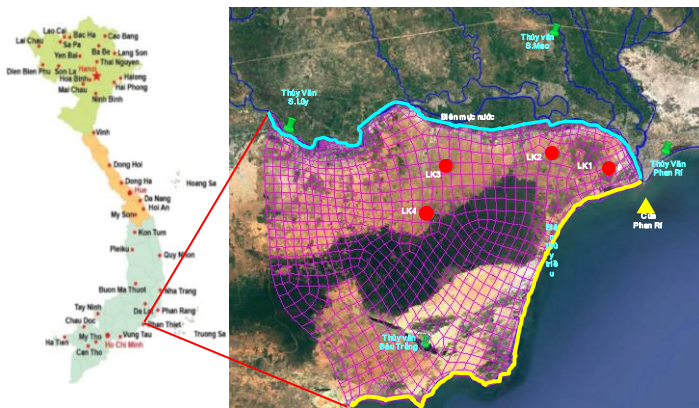 Lao Cai
Bac Ha
Cao Bang
Lai Chau
Sa Pa
Ba Be
Lang Son
Yen Bai
Thai Nguyen
Dien Bien Phu
Son La
Hanoi
Hoa Binh
Halong
Mai Chau
Hai Phong
Ninh Binh
Vinh
Dong Hoi
Dong Ha
Hue
Hoang Sa
Da Nang
Hoi An
My Son
Kon Tum
Pleiku
Quy Nhon
Buon Ma Thuot
Nha Trang
Tay Ninh
Da Lat
Phan Rang
Chau Doc
Phan Thiet
Truong Sa
Ha Tien
My Tho
Ho Chi Minh
Vung Tau
Can Tho
Thủy văn
S.Mao
Thủy Văn
S.Lũy
Biên mực nước
LK2
LK1
LK3
LK4
Thủy Văn
Phan Rí
Cửa
Phan Rí
triều
Thủy văn
Bàu Trắng